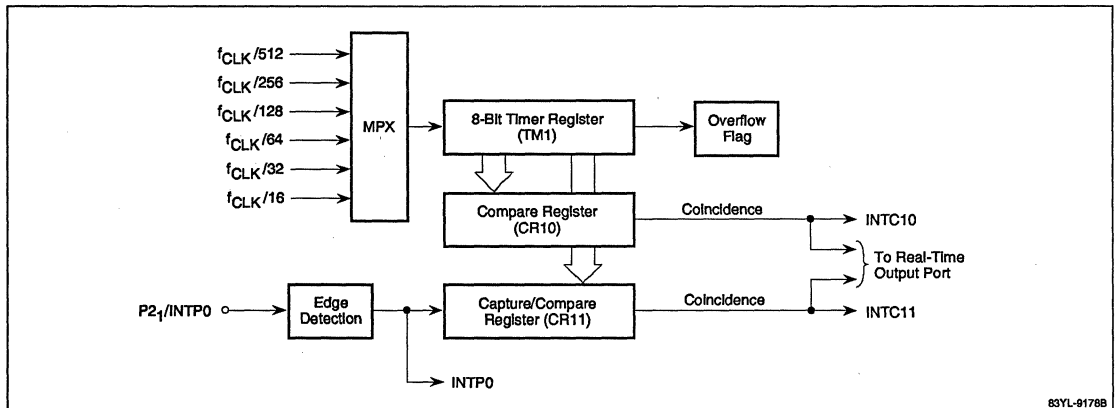 fCLK/512
fCLK/256
fCLK/128
fCLK/64
fCLK/32
fCLK/16
MPX
8-Bit Timer Register
(TM1)
Overflow
Flag
Compare Register
(CR10)
Coincidence
INTC10
To Real-Time
Output Port
P21/INTP0
Edge
Detection
Capture/Compare
Register (CR11)
Coincidence
INTC11
INTP0
83YL-9178B